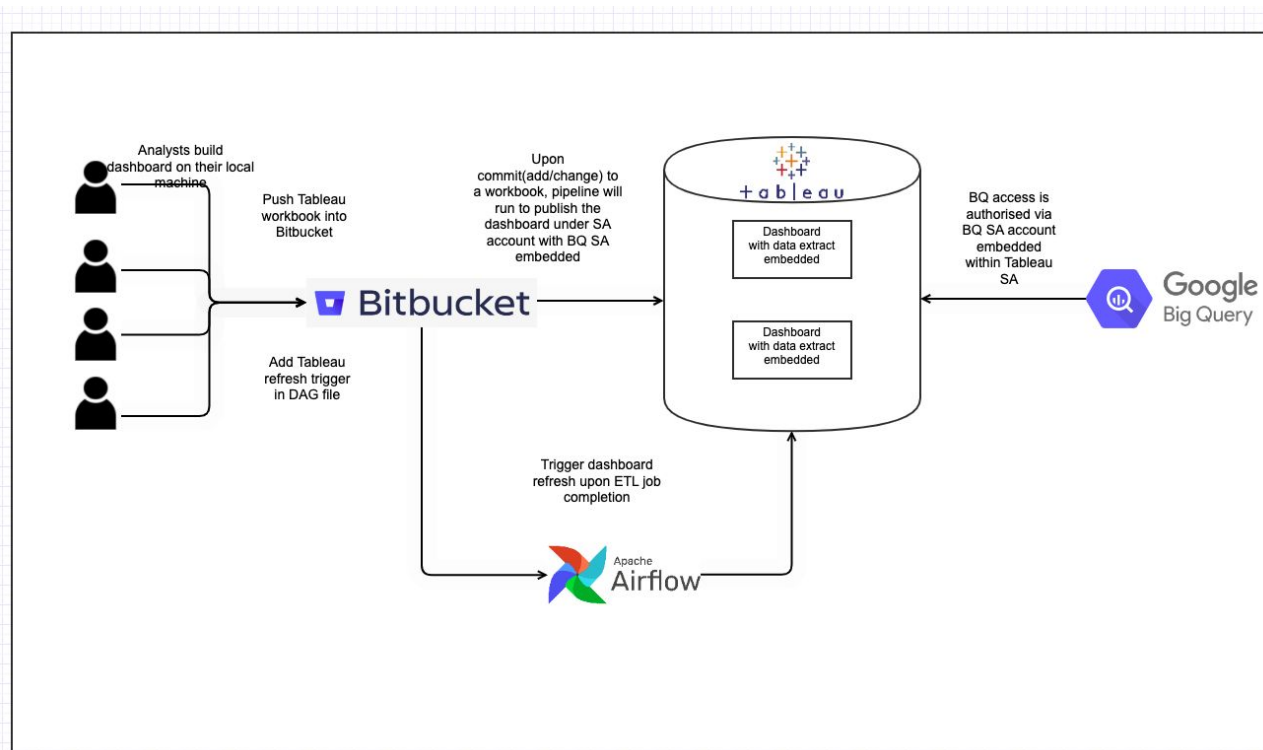 Analysts build
dashboard on their local
machine
Push Tableau
workbook into
Bitbucket
Bitbucket
Add Tableau
refresh trigger
in DAG file
Upon
commit(add/change) to
a workbook, pipeline will
run to publish the
dashboard under SA
account with BQ SA
embedded
+ableau
Dashboard
with data extract
embedded
Dashboard
with data extract
embedded
BQ access is
authorised via
BQ SA account
embedded
within Tableau
SA
Google
Big Query
Trigger dashboard
refresh upon ETL job
completion
Apache
Airflow